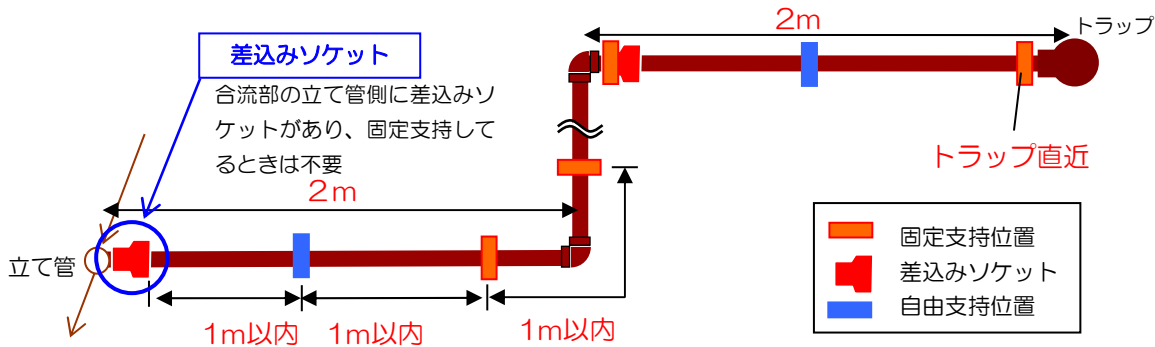 2m
トラップ
差込みソケット
合流部の立て管側に差込みソ
ケットがあり、固定支持して
るときは不要
トラップ直近
2m
立て管
1m以内
1m以内
1m以内
固定支持位置
差込みソケット
自由支持位置